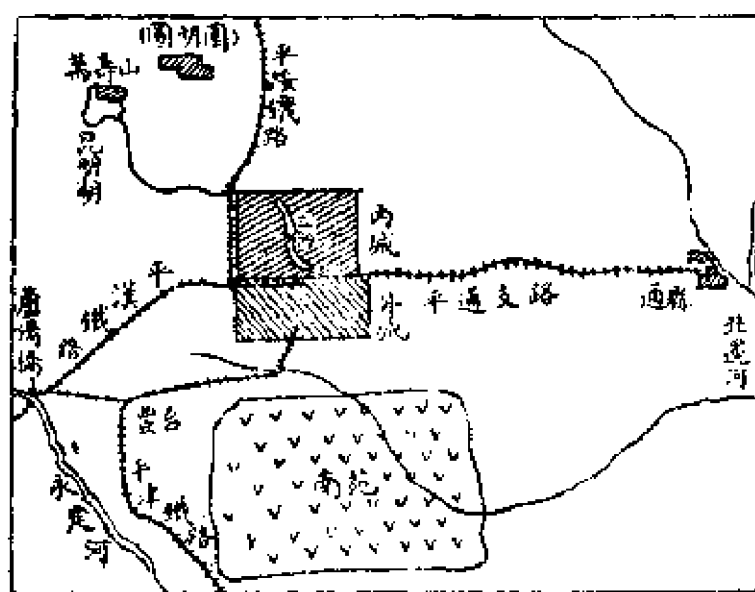 (圓明園)
萬壽山
昆明湖
平綏鐵路
內城
外城
平漢鐵路
平通支路
通縣
北運河
蘆溝橋
豐台
平津鐵路
南苑
永定河